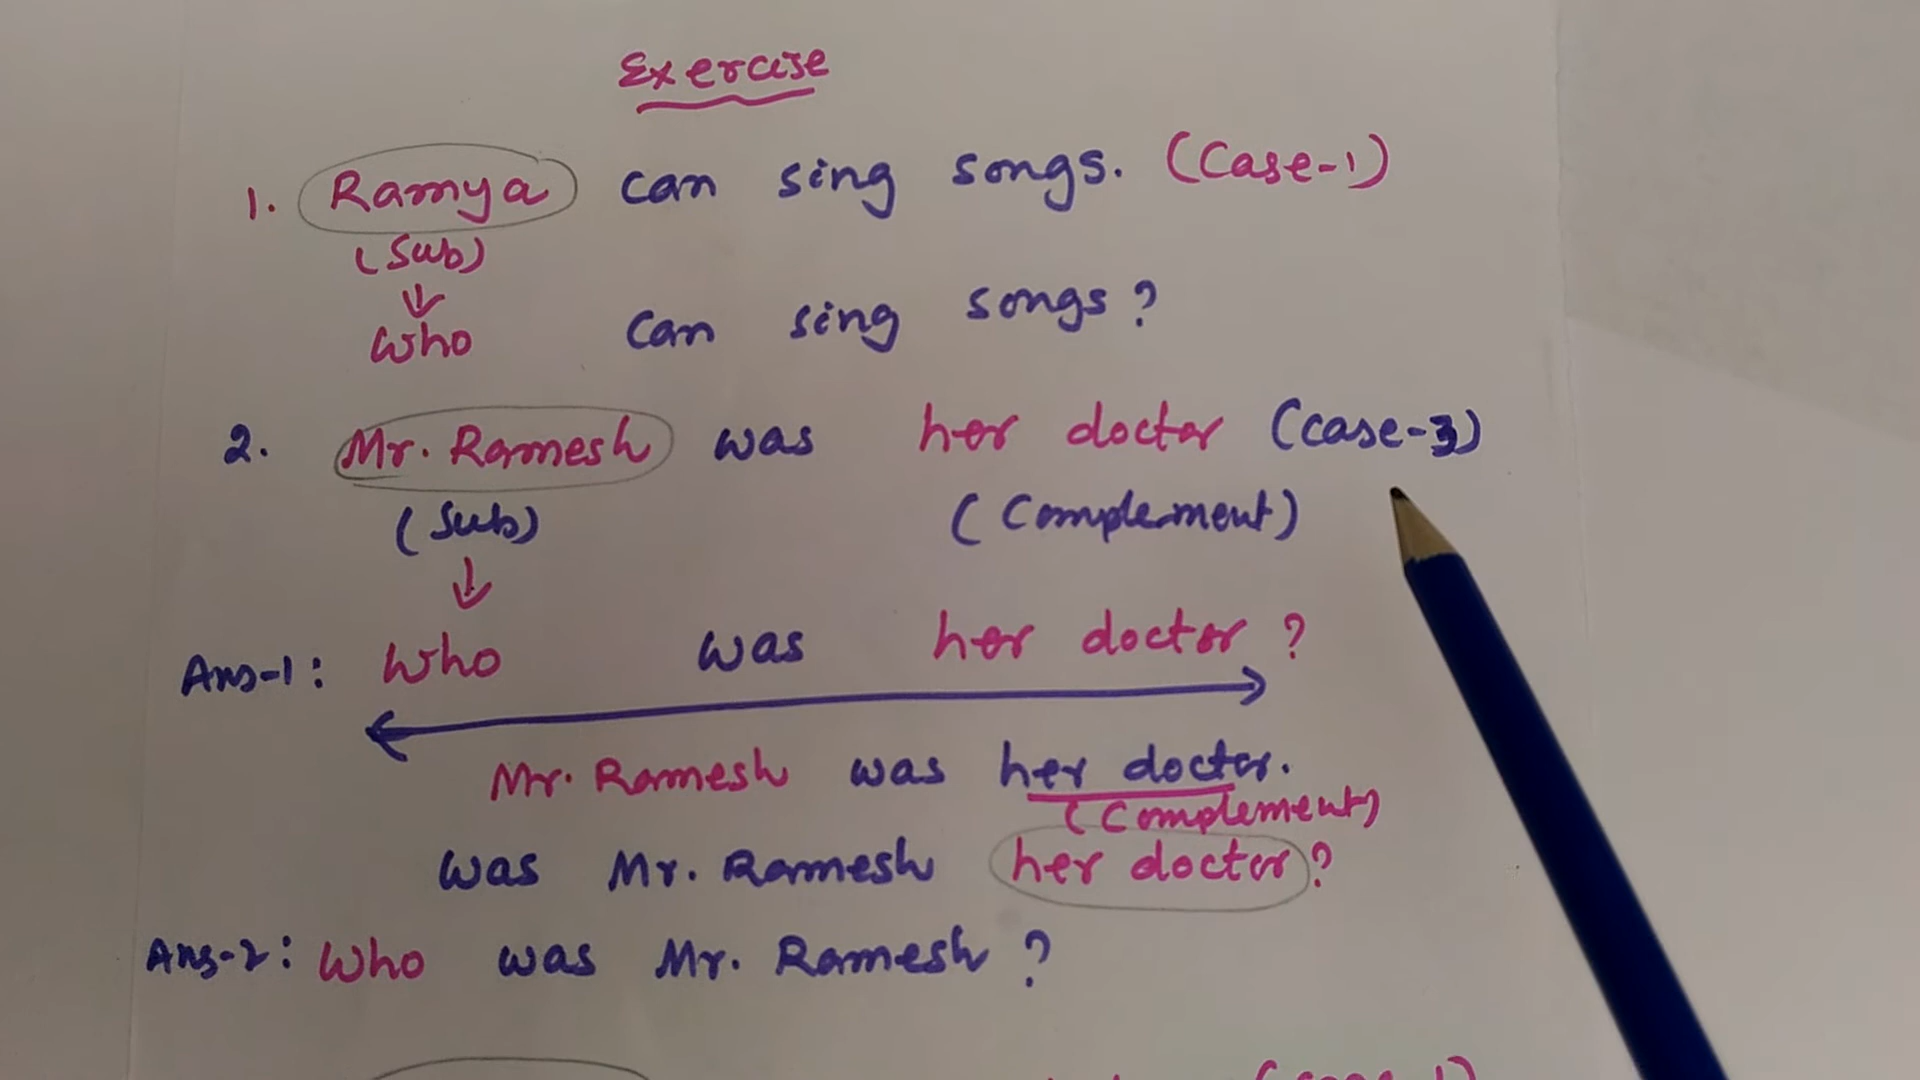 Exercise
1. Ramya can sing songs. (Case-1)
(Sub)
↓
Who can sing songs?
2. Mr. Ramesh was her doctor (case-3)
(Sub) (Complement)
↓
Ans-1: Who was her doctor?
Mr. Ramesh was her doctor.
(Complement)
was Mr. Ramesh her doctor?
Ans-2: Who was Mr. Ramesh?
(case-1)